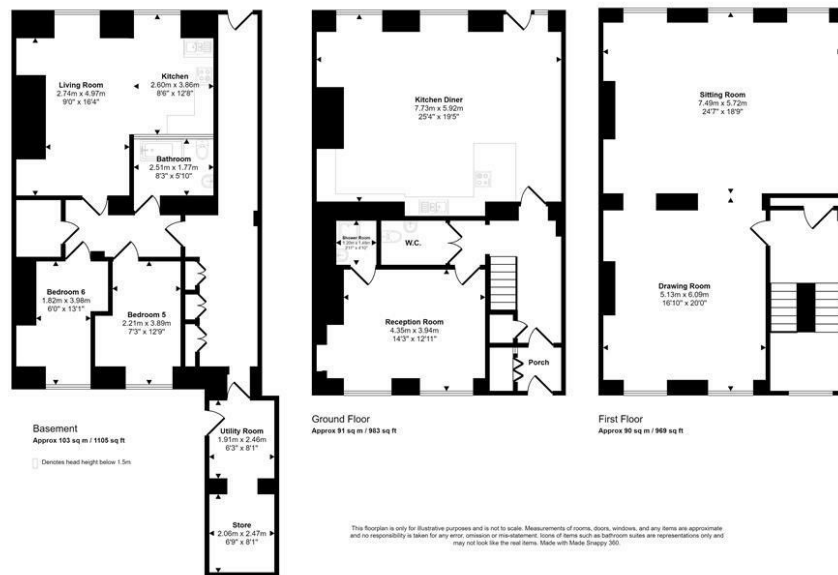 Living Room
2.74m x 4.97m
9'0" x 16'4"
Kitchen
2.60m x 3.86m
8'6" x 12'8"
Bathroom
2.51m x 1.77m
8'3" x 5'10"
Bedroom 6
1.82m x 3.98m
6'0" x 13'1"
Bedroom 5
2.21m x 3.89m
7'3" x 12'9"
Utility Room
1.91m x 2.46m
6'3" x 8'1"
Store
2.06m x 2.47m
6'9" x 8'1"
Basement
Approx 103 sq m / 1105 sq ft
Denotes head height below 1.5m
Kitchen Diner
7.73m x 5.92m
25'4" x 19'5"
Shower Room
W.C.
Reception Room
4.35m x 3.94m
14'3" x 12'11"
Porch
Ground Floor
Approx 91 sq m / 983 sq ft
Sitting Room
7.49m x 5.72m
24'7" x 18'9"
Drawing Room
5.13m x 6.09m
16'10" x 20'0"
First Floor
Approx 90 sq m / 969 sq ft
This floorplan is only for illustrative purposes and is not to scale. Measurements of rooms, doors, windows, and any items are approximate
and no responsibility is taken for any error, omission or mis-statement. Icons of items such as bathroom suites are representations only and
may not look like the real items. Made with Made Snappy 360.